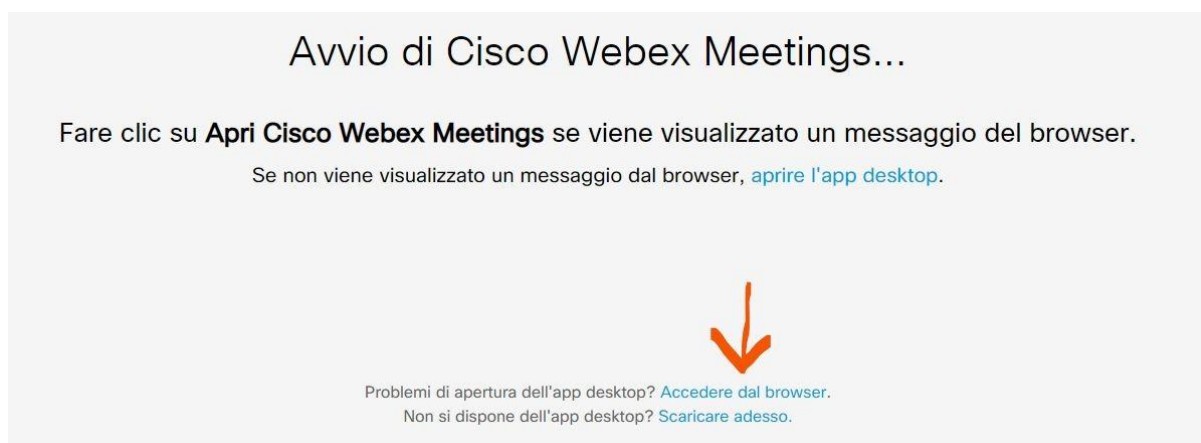 Avvio di Cisco Webex Meetings...
Fare clic su Apri Cisco Webex Meetings se viene visualizzato un messaggio del browser.
Se non viene visualizzato un messaggio dal browser, aprire l'app desktop.
Problemi di apertura dell'app desktop? Accedere dal browser.
Non si dispone dell'app desktop? Scaricare adesso.